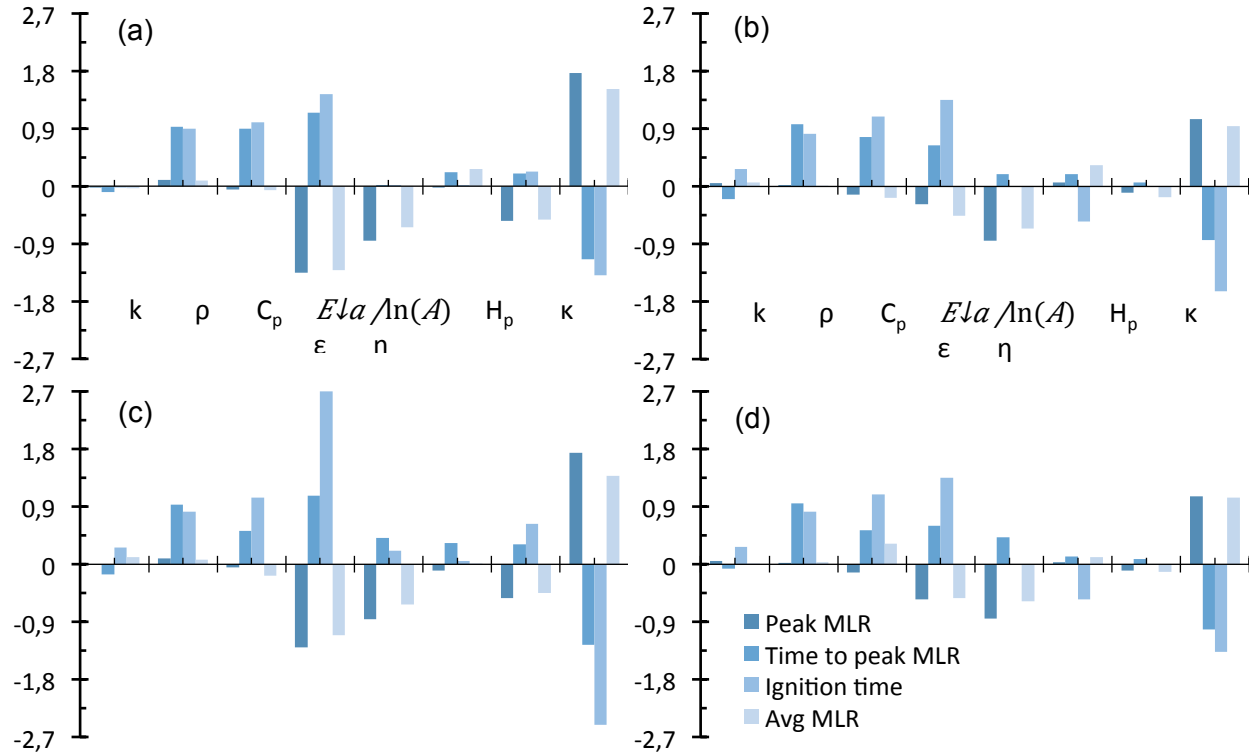 (a)
2,7
1,8
0,9
0
-0,9
-1,8
-2,7
k ρ Cp E↓a /ln(A) Hp κ
ε n
(b)
2,7
1,8
0,9
0
-0,9
-1,8
-2,7
k ρ Cp E↓a /ln(A) Hp κ
ε η
(c)
2,7
1,8
0,9
0
-0,9
-1,8
-2,7
(d)
2,7
1,8
0,9
0
-0,9
-1,8
-2,7
Peak MLR
Time to peak MLR
Ignition time
Avg MLR